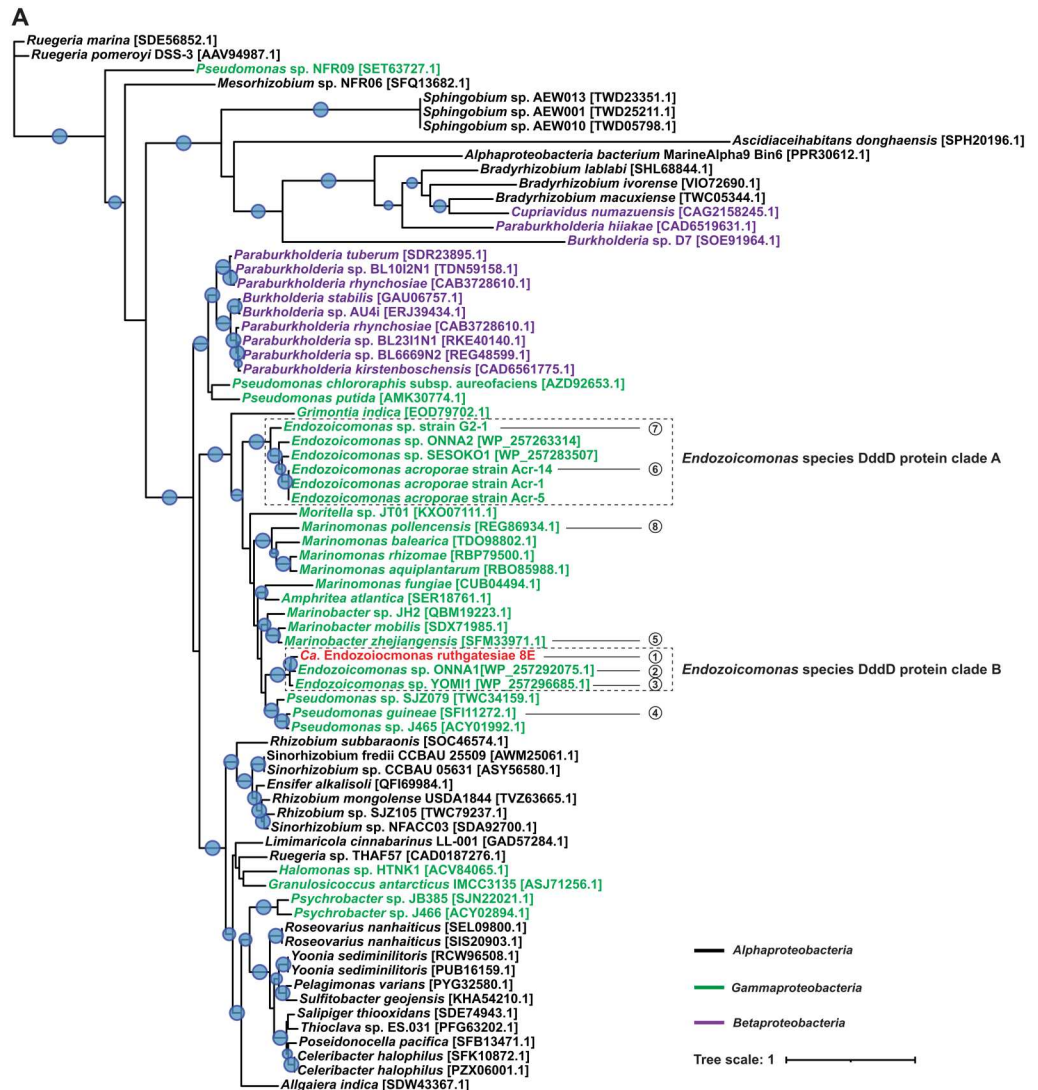 A
Ruegeria marina [SDE56852.1]
Ruegeria pomeroyi DSS-3 [AAV94987.1]
Pseudomonas sp. NFR09 [SET63727.1]
Mesorhizobium sp. NFR06 [SFQ13682.1]
Sphingobium sp. AEW013 [TWD23351.1]
Sphingobium sp. AEW001 [TWD25211.1]
Sphingobium sp. AEW010 [TWD05798.1]
Ascidiaceihabitans donghaensis [SPH20196.1]
Alphaproteobacteria bacterium MarineAlpha9 Bin6 [PPR30612.1]
Bradyrhizobium lablabi [SHL68844.1]
Bradyrhizobium ivorense [VIO72690.1]
Bradyrhizobium macuxiense [TWC05344.1]
Cupriavidus numazuensis [CAG2158245.1]
Paraburkholderia hiiakae [CAD6519631.1]
Burkholderia sp. D7 [SOE91964.1]
Paraburkholderia tuberum [SDR23895.1]
Paraburkholderia sp. BL10I2N1 [TDN59158.1]
Paraburkholderia rhynchosiae [CAB3728610.1]
Burkholderia stabilis [GAU06757.1]
Burkholderia sp. AU4i [ERJ39434.1]
Paraburkholderia rhynchosiae [CAB3728610.1]
Paraburkholderia sp. BL23I1N1 [RKE40140.1]
Paraburkholderia sp. BL6669N2 [REG48599.1]
Paraburkholderia kirstenboschensis [CAD6561775.1]
Pseudomonas chlororaphis subsp. aureofaciens [AZD92653.1]
Pseudomonas putida [AMK30774.1]
Grimontia indica [EOD79702.1]
Endozoicomonas sp. strain G2-1 ⑦
Endozoicomonas sp. ONNA2 [WP_257263314]
Endozoicomonas sp. SESOKO1 [WP_257283507]
Endozoicomonas species DddD protein clade A
Endozoicomonas acroporae strain Acr-14 ⑥
Endozoicomonas acroporae strain Acr-1
Endozoicomonas acroporae strain Acr-5
Moritella sp. JT01 [KXO07111.1]
Marinomonas pollencensis [REG86934.1] ⑧
Marinomonas balearica [TDO98802.1]
Marinomonas rhizomae [RBP79500.1]
Marinomonas aquiplantarum [RBO85988.1]
Marinomonas fungiae [CUB04494.1]
Amphritea atlantica [SER18761.1]
Marinobacter sp. JH2 [QBM19223.1]
Marinobacter mobilis [SDX71985.1]
Marinobacter zhejiangensis [SFM33971.1] ⑤
Ca. Endozoiocmonas ruthgatesiae 8E ①
Endozoicomonas sp. ONNA1[WP_257292075.1] ② Endozoicomonas species DddD protein clade B
Endozoicomonas sp. YOMI1 [WP_257296685.1] ③
Pseudomonas sp. SJZ079 [TWC34159.1]
Pseudomonas guineae [SFI11272.1] ④
Pseudomonas sp. J465 [ACY01992.1]
Rhizobium subbaraonis [SOC46574.1]
Sinorhizobium fredii CCBAU 25509 [AWM25061.1]
Sinorhizobium sp. CCBAU 05631 [ASY56580.1]
Ensifer alkalisoli [QFI69984.1]
Rhizobium mongolense USDA1844 [TVZ63665.1]
Rhizobium sp. SJZ105 [TWC79237.1]
Sinorhizobium sp. NFACC03 [SDA92700.1]
Limimaricola cinnabarinus LL-001 [GAD57284.1]
Ruegeria sp. THAF57 [CAD0187276.1]
Halomonas sp. HTNK1 [ACV84065.1]
Granulosicoccus antarcticus IMCC3135 [ASJ71256.1]
Psychrobacter sp. JB385 [SJN22021.1]
Psychrobacter sp. J466 [ACY02894.1]
Roseovarius nanhaiticus [SEL09800.1]
Roseovarius nanhaiticus [SIS20903.1]
Yoonia sediminilitoris [RCW96508.1]
Yoonia sediminilitoris [PUB16159.1]
Pelagimonas varians [PYG32580.1]
Sulfitobacter geojensis [KHA54210.1]
Salipiger thiooxidans [SDE74943.1]
Thioclava sp. ES.031 [PFG63202.1]
Poseidonocella pacifica [SFB13471.1]
Celeribacter halophilus [SFK10872.1]
Celeribacter halophilus [PZX06001.1]
Allgaiera indica [SDW43367.1]
Alphaproteobacteria
Gammaproteobacteria
Betaproteobacteria
Tree scale: 1